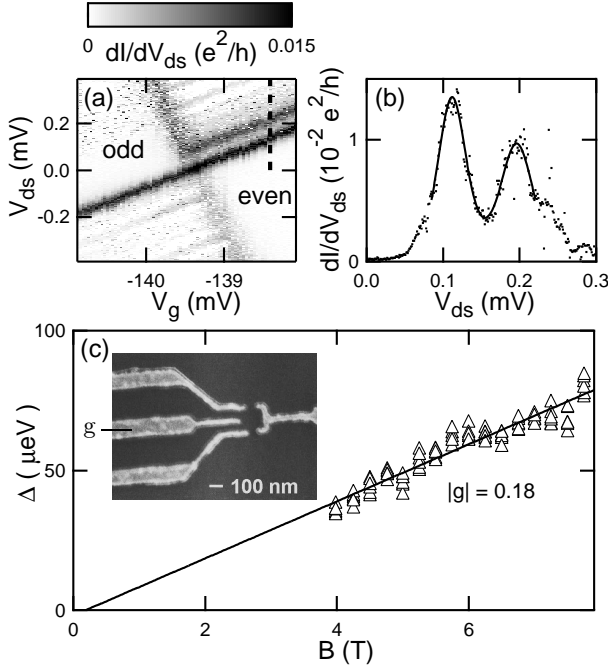 0 0.015
dI/dV_ds (e^2/h)
(a)
odd
even
0.2
0.0
-0.2
V_ds (mV)
-140 -139
V_g (mV)
(b)
1
0
dI/dV_ds (10^-2 e^2/h)
0.0 0.1 0.2 0.3
V_ds (mV)
(c)
g
100 nm
|g| = 0.18
100
50
0
Δ ( μeV )
0 2 4 6
B (T)